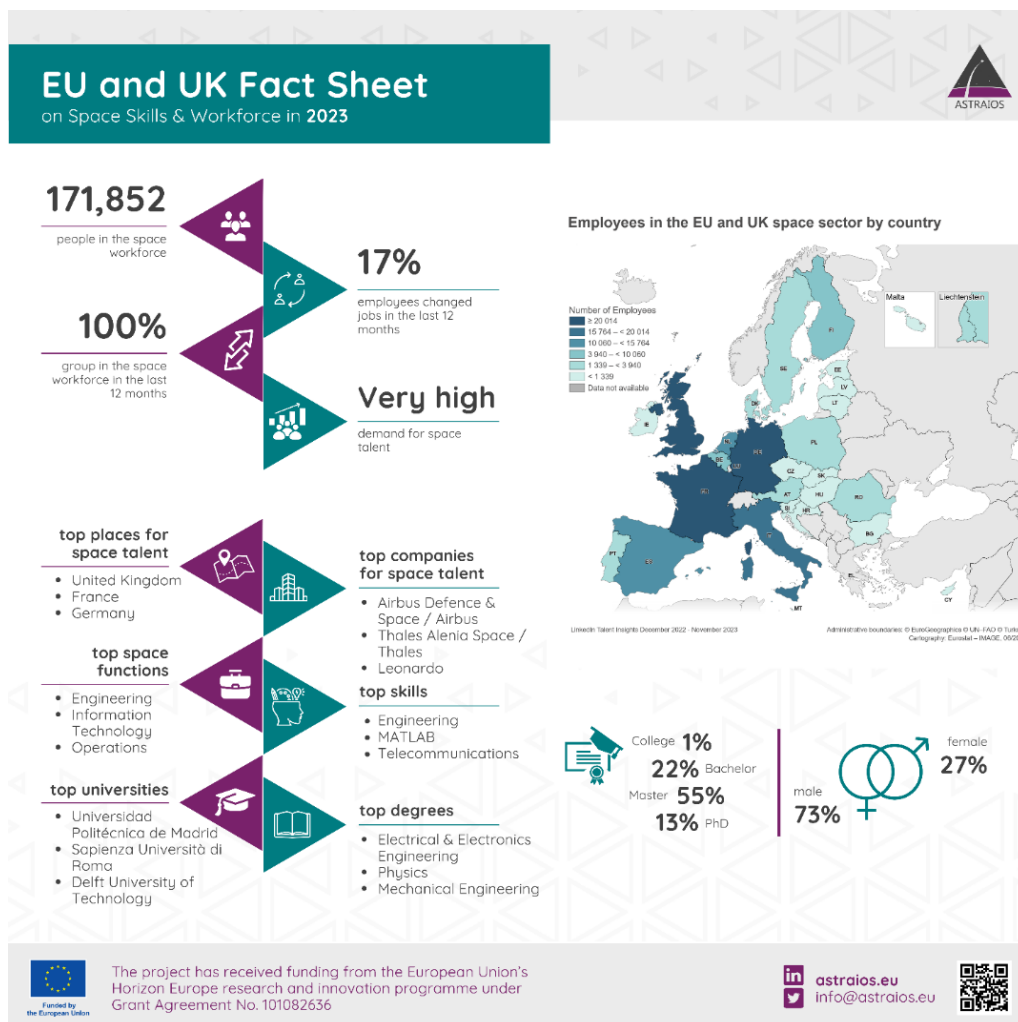 EU and UK Fact Sheet
on Space Skills & Workforce in 2023
ASTRAIOS
171,852
people in the space
workforce
17%
employees changed
jobs in the last 12
months
100%
group in the space
workforce in the last
12 months
Very high
demand for space
talent
top places for
space talent
• United Kingdom
• France
• Germany
top companies
for space talent
• Airbus Defence &
Space / Airbus
• Thales Alenia Space /
Thales
• Leonardo
top space
functions
• Engineering
• Information
Technology
• Operations
top skills
• Engineering
• MATLAB
• Telecommunications
top universities
• Universidad
Politécnica de Madrid
• Sapienza Università di
Roma
• Delft University of
Technology
top degrees
• Electrical & Electronics
Engineering
• Physics
• Mechanical Engineering
Employees in the EU and UK space sector by country
Number of Employees
≥ 20 014
15 764 – < 20 014
10 060 – < 15 764
3 940 – < 10 060
1 339 – < 3 940
< 1 339
Data not available
Malta
Liechtenstein
FI
SE
EE
LV
LT
DK
IE
PL
BE
CZ
SK
AT
HU
RO
SI
HR
BG
PT
EL
CY
MT
LinkedIn Talent Insights December 2022 - November 2023
Administrative boundaries: © EuroGeographics © UN–FAO © Turk
Cartography: Eurostat – IMAGE, 06/20
College 1%
22% Bachelor
Master 55%
13% PhD
male
73%
female
27%
Funded by
the European Union
The project has received funding from the European Union's
Horizon Europe research and innovation programme under
Grant Agreement No. 101082636
in
astraios.eu
info@astraios.eu